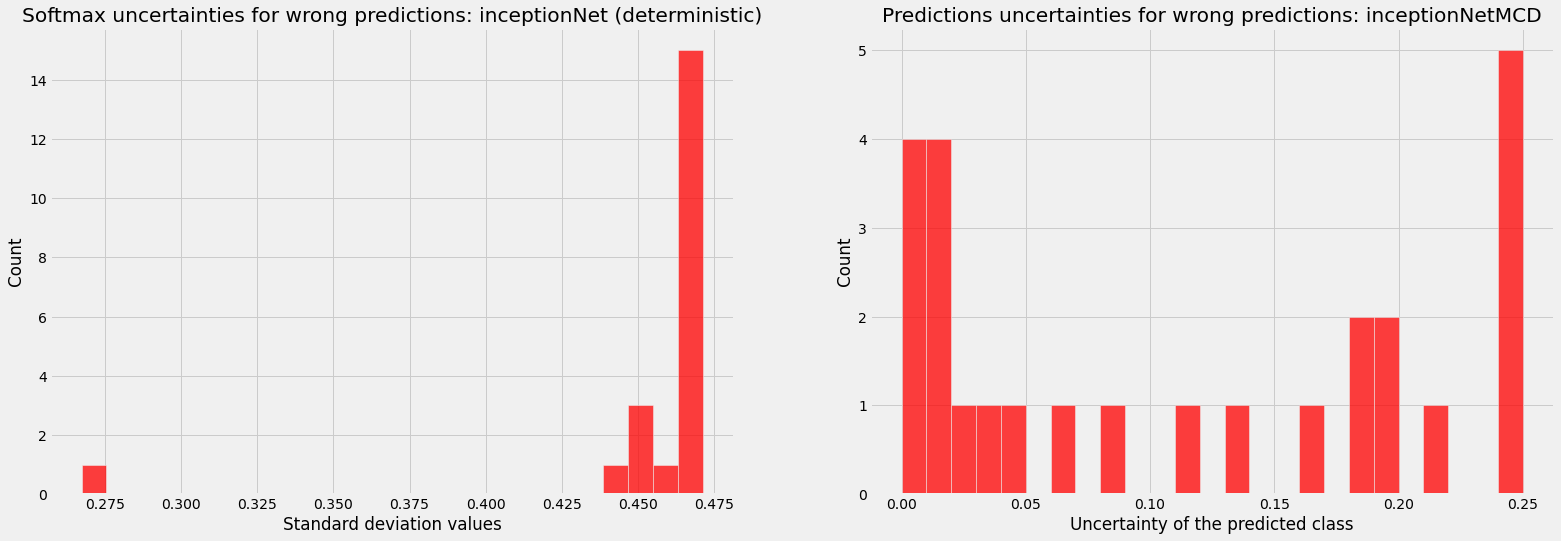 Softmax uncertainties for wrong predictions: inceptionNet (deterministic)
14
12
10
8
6
4
2
0
Count
0.275 0.300 0.325 0.350 0.375 0.400 0.425 0.450 0.475
Standard deviation values
Predictions uncertainties for wrong predictions: inceptionNetMCD
5
4
3
2
1
0
Count
0.00 0.05 0.10 0.15 0.20 0.25
Uncertainty of the predicted class